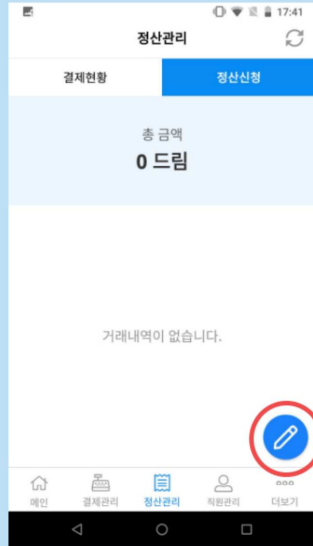 17:41
정산관리
결제현황 정산신청
총 금액
0 드림
거래내역이 없습니다.
메인 결제관리 정산관리 직원관리 더보기